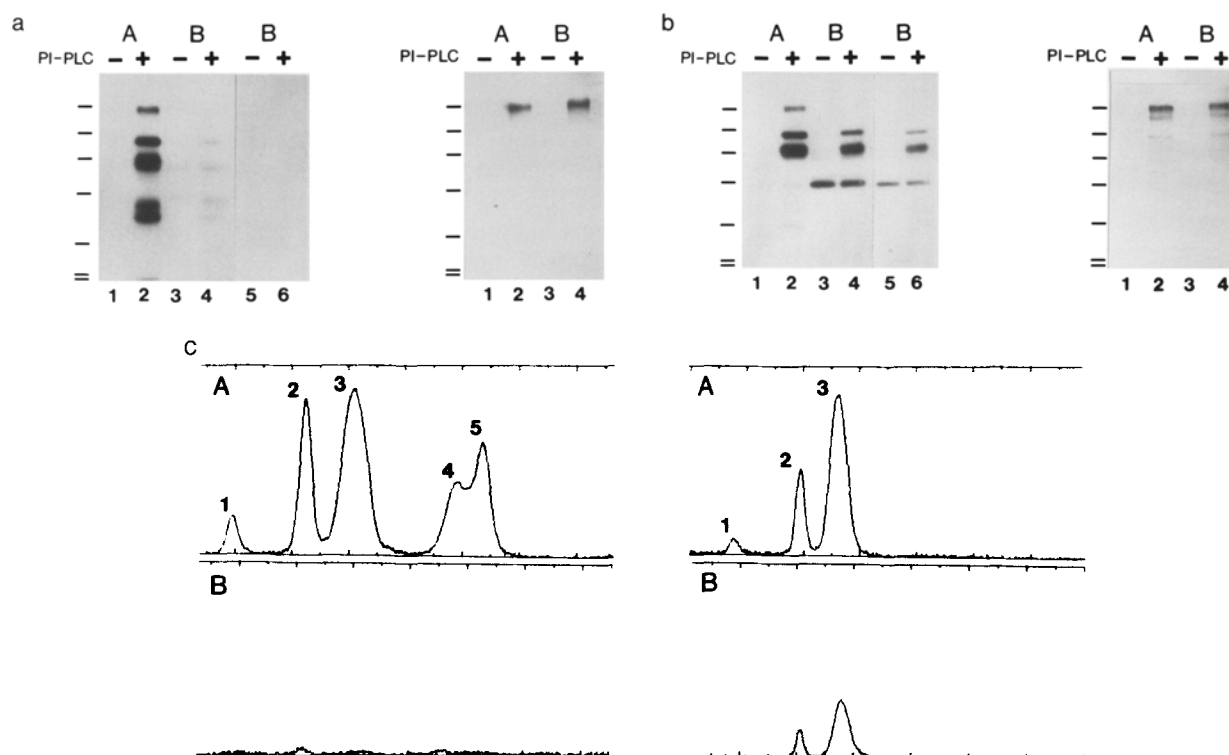 a
A B B
PI-PLC - + - + - +
1 2 3 4 5 6
A B
PI-PLC - + - +
1 2 3 4
b
A B B
PI-PLC - + - + - +
1 2 3 4 5 6
A B
PI-PLC - + - +
1 2 3 4
c
A
1 2 3 4 5
B
A
1 2 3
B